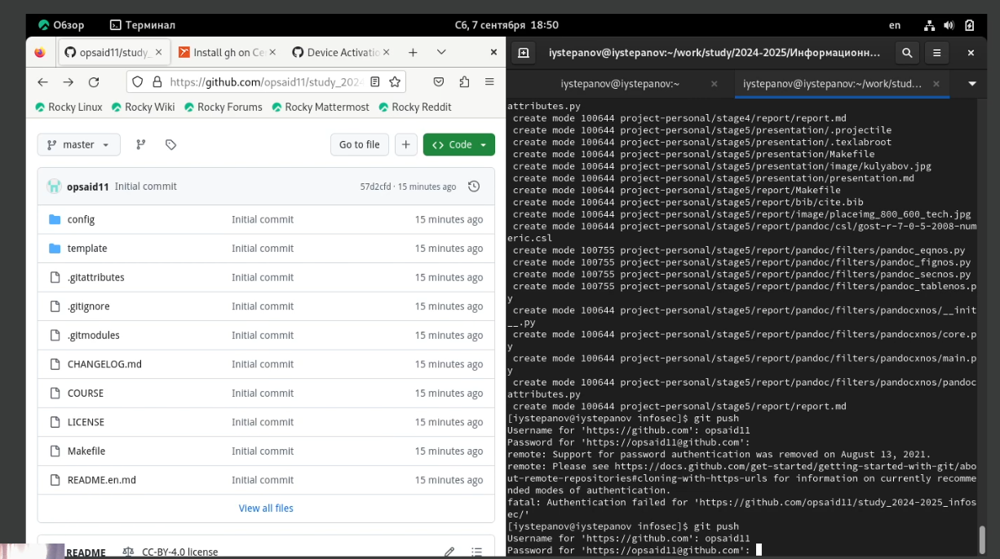 Обзор
Терминал
Сб, 7 сентября 18:50
en
opsaid11/study_
Install gh on Ce
Device Activatio
https://github.com/opsaid11/study_2024
Rocky Linux
Rocky Wiki
Rocky Forums
Rocky Mattermost
Rocky Reddit
master
Go to file
Code
opsaid11 Initial commit 57d2cfd · 15 minutes ago
config Initial commit 15 minutes ago
template Initial commit 15 minutes ago
.gitattributes Initial commit 15 minutes ago
.gitignore Initial commit 15 minutes ago
.gitmodules Initial commit 15 minutes ago
CHANGELOG.md Initial commit 15 minutes ago
COURSE Initial commit 15 minutes ago
LICENSE Initial commit 15 minutes ago
Makefile Initial commit 15 minutes ago
README.en.md Initial commit 15 minutes ago
View all files
README
CC-BY-4.0 license
iystepanov@iystepanov:~/work/study/2024-2025/Информационн...
iystepanov@iystepanov:~
iystepanov@iystepanov:~/work/stud...
attributes.py
create mode 100644 project-personal/stage4/report/report.md
create mode 100644 project-personal/stage5/presentation/.projectile
create mode 100644 project-personal/stage5/presentation/.texlabroot
create mode 100644 project-personal/stage5/presentation/Makefile
create mode 100644 project-personal/stage5/presentation/image/kulyabov.jpg
create mode 100644 project-personal/stage5/presentation/presentation.md
create mode 100644 project-personal/stage5/report/Makefile
create mode 100644 project-personal/stage5/report/bib/cite.bib
create mode 100644 project-personal/stage5/report/image/placeimg_800_600_tech.jpg
create mode 100644 project-personal/stage5/report/pandoc/csl/gost-r-7-0-5-2008-num
eric.csl
create mode 100755 project-personal/stage5/report/pandoc/filters/pandoc_eqnos.py
create mode 100755 project-personal/stage5/report/pandoc/filters/pandoc_fignos.py
create mode 100755 project-personal/stage5/report/pandoc/filters/pandoc_secnos.py
create mode 100755 project-personal/stage5/report/pandoc/filters/pandoc_tablenos.p
y
create mode 100644 project-personal/stage5/report/pandoc/filters/pandocxnos/__init
__.py
create mode 100644 project-personal/stage5/report/pandoc/filters/pandocxnos/core.p
y
create mode 100644 project-personal/stage5/report/pandoc/filters/pandocxnos/main.p
y
create mode 100644 project-personal/stage5/report/pandoc/filters/pandocxnos/pandoc
attributes.py
create mode 100644 project-personal/stage5/report/report.md
[iystepanov@iystepanov infosec]$ git push
Username for 'https://github.com': opsaid11
Password for 'https://opsaid11@github.com':
remote: Support for password authentication was removed on August 13, 2021.
remote: Please see https://docs.github.com/get-started/getting-started-with-git/abo
ut-remote-repositories#cloning-with-https-urls for information on currently recomme
nded modes of authentication.
fatal: Authentication failed for 'https://github.com/opsaid11/study_2024-2025_infos
ec/'
[iystepanov@iystepanov infosec]$ git push
Username for 'https://github.com': opsaid11
Password for 'https://opsaid11@github.com':